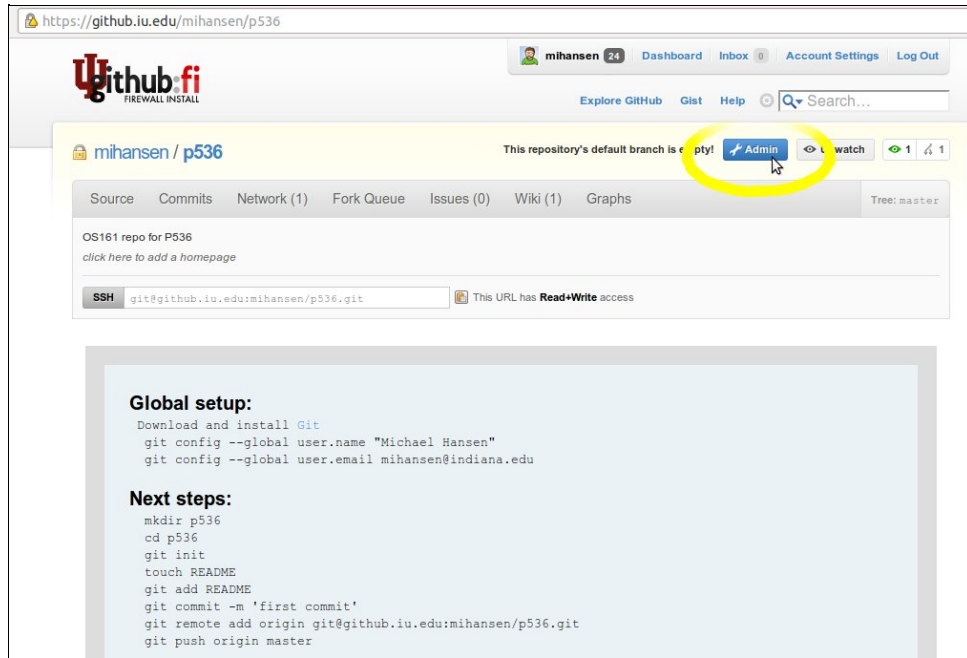 https://github.iu.edu/mihansen/p536
github:fi
FIREWALL INSTALL
mihansen 24 Dashboard Inbox 0 Account Settings Log Out
Explore GitHub Gist Help Search...
mihansen / p536
This repository's default branch is empty! Admin unwatch 1 1
Source Commits Network (1) Fork Queue Issues (0) Wiki (1) Graphs Tree: master
OS161 repo for P536
click here to add a homepage
SSH git@github.iu.edu:mihansen/p536.git This URL has Read+Write access
Global setup:
Download and install Git
git config --global user.name "Michael Hansen"
git config --global user.email mihansen@indiana.edu
Next steps:
mkdir p536
cd p536
git init
touch README
git add README
git commit -m 'first commit'
git remote add origin git@github.iu.edu:mihansen/p536.git
git push origin master